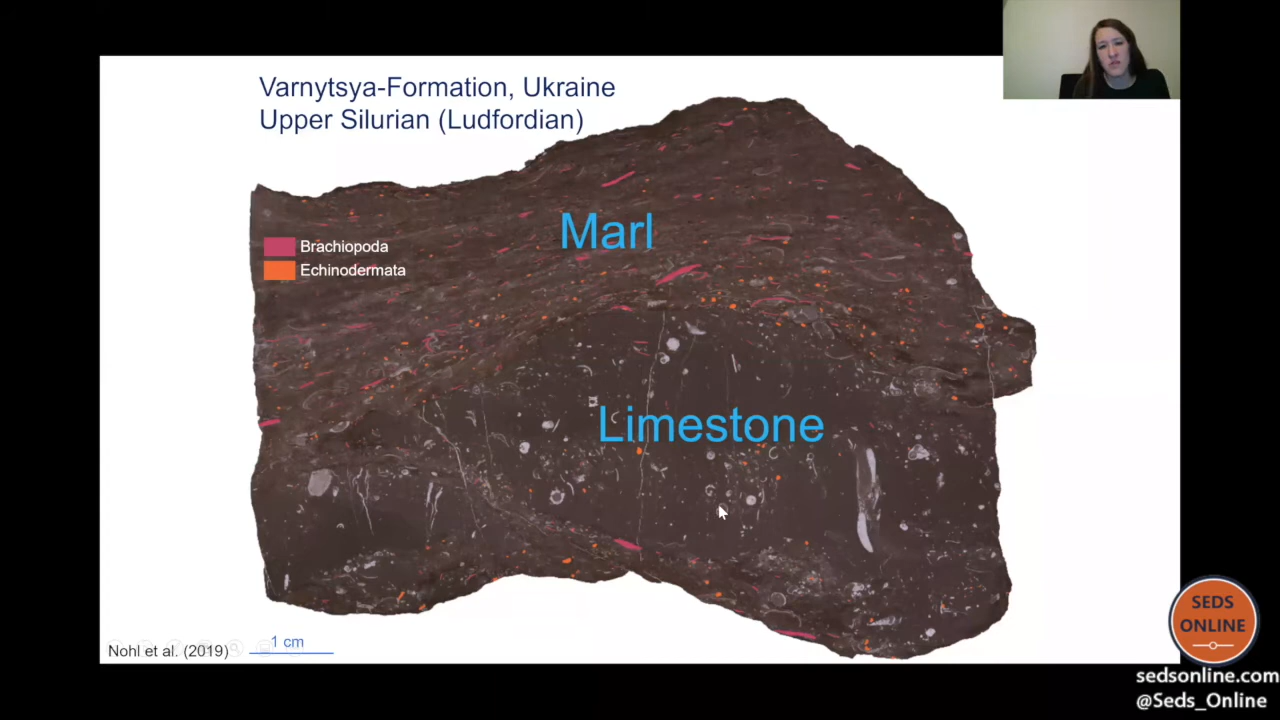 Varnytsya-Formation, Ukraine
Upper Silurian (Ludfordian)
Marl
Brachiopoda
Echinodermata
Limestone
1 cm
Nohl et al. (2019)
SEDS
ONLINE
sedsonline.com
@Seds_Online